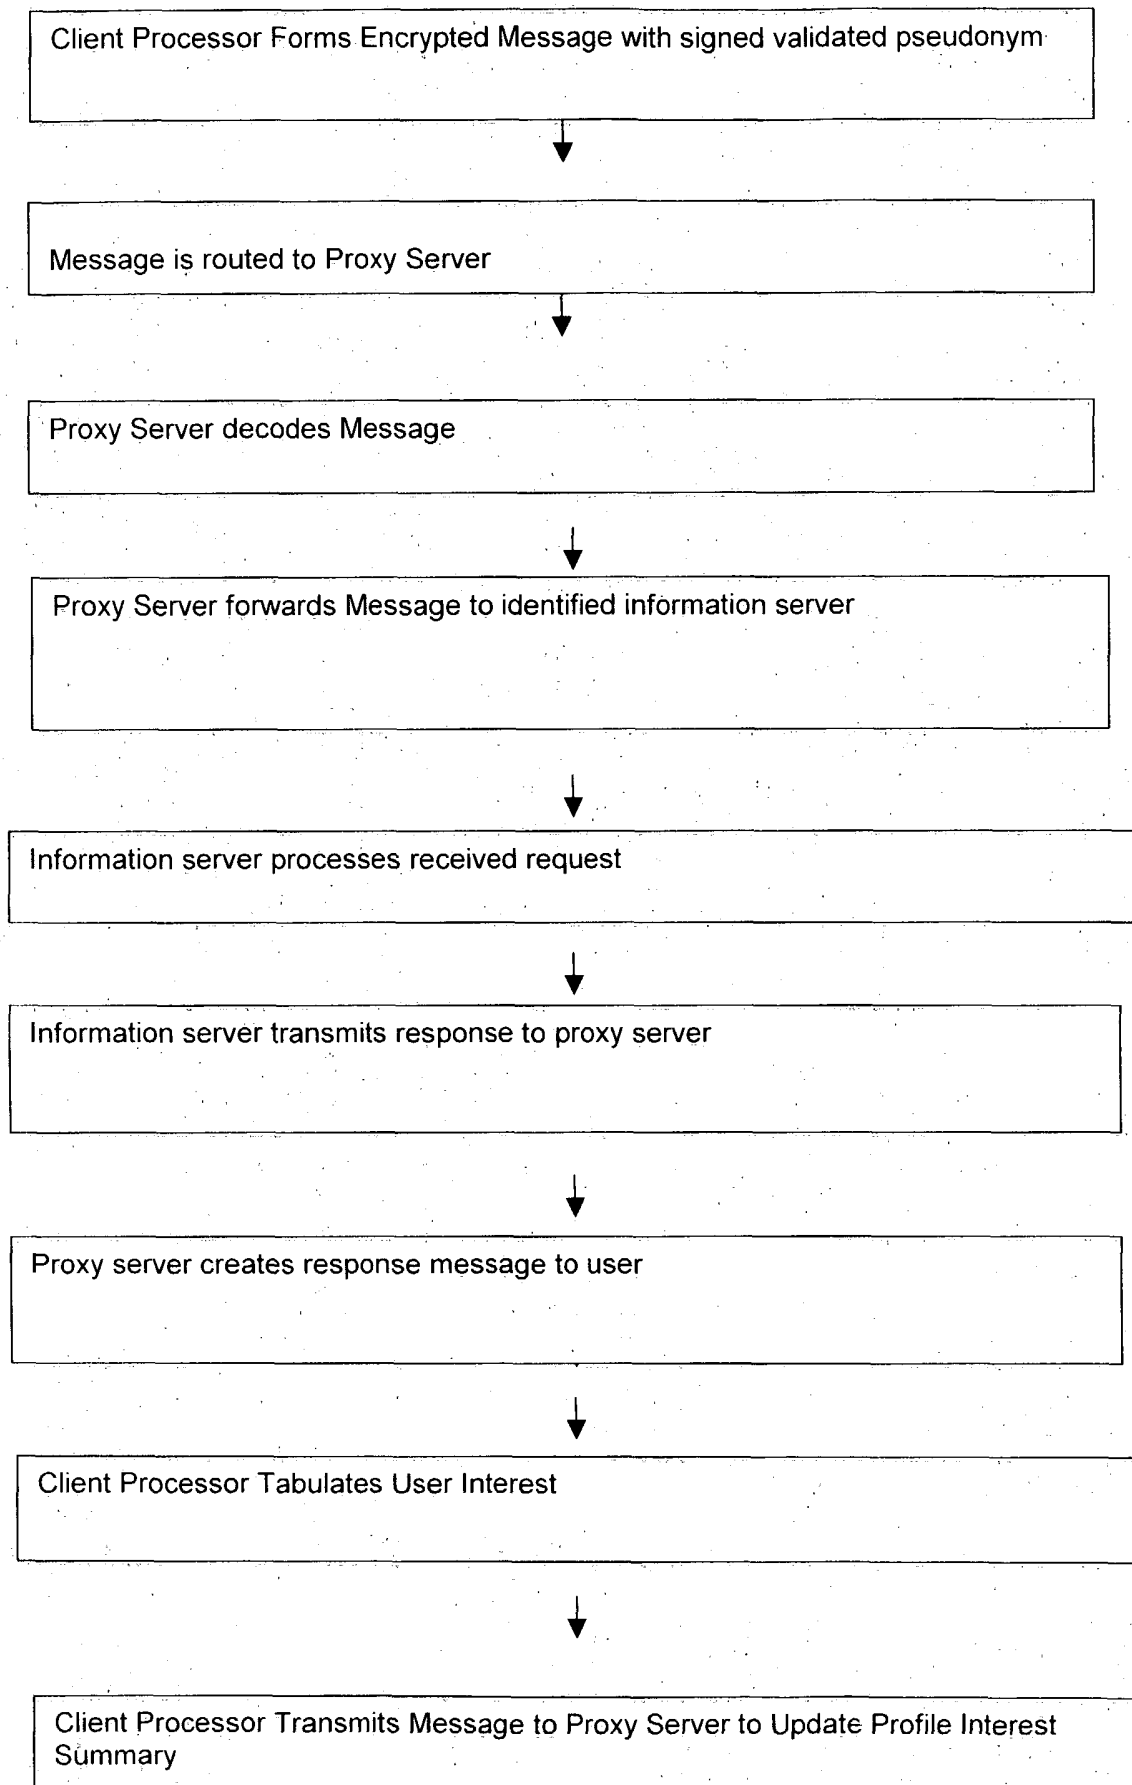 Client Processor Forms Encrypted Message with signed validated pseudonym
Message is routed to Proxy Server
Proxy Server decodes Message
Proxy Server forwards Message to identified information server
Information server processes received request
Information server transmits response to proxy server
Proxy server creates response message to user
Client Processor Tabulates User Interest
Client Processor Transmits Message to Proxy Server to Update Profile Interest
Summary